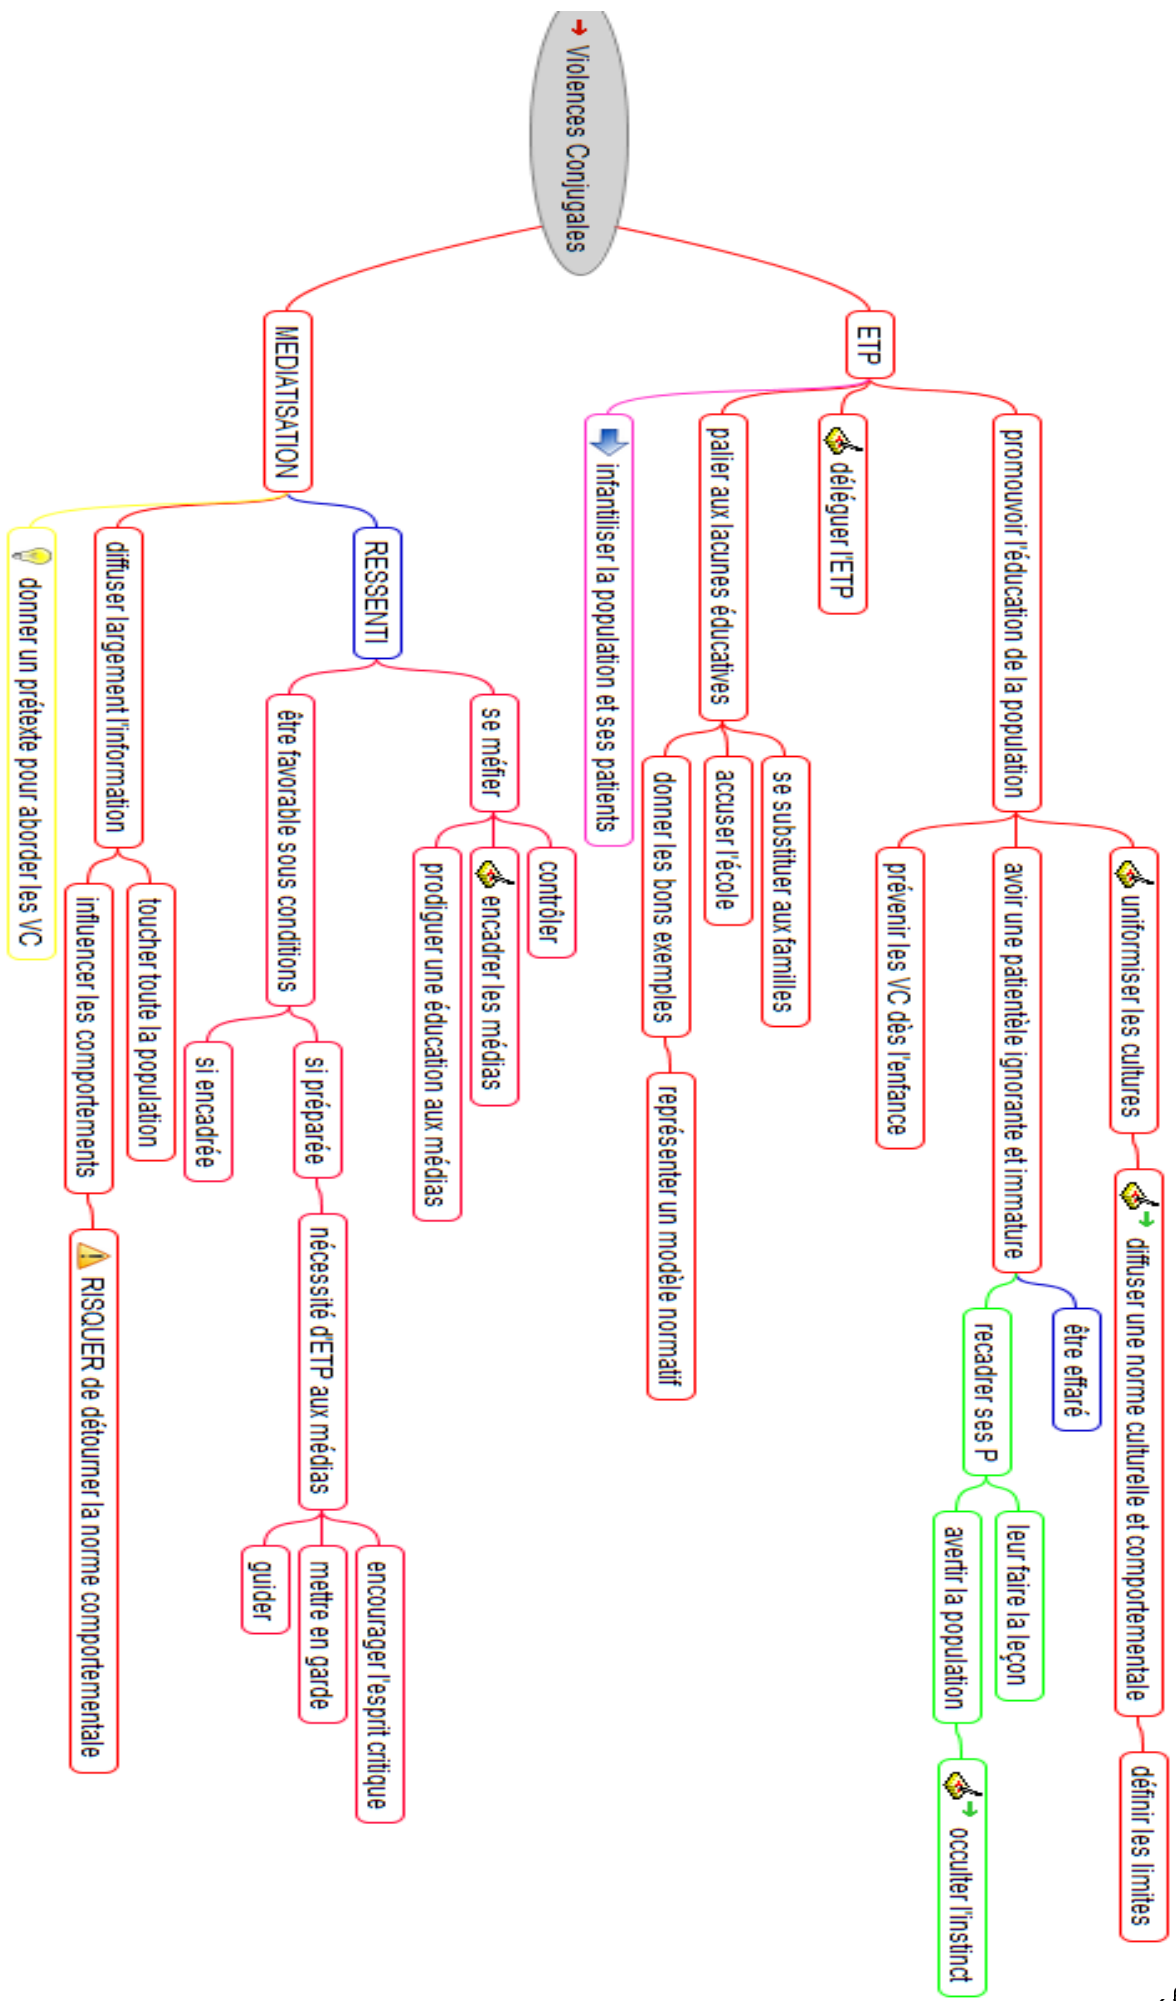 Violences Conjugales
ETP
promouvoir l'éducation de la population
uniformiser les cultures
diffuser une norme culturelle et comportementale
définir les limites
avoir une patientèle ignorante et immature
être effaré
recadrer ses P
leur faire la leçon
avertir la population
occulter l'instinct
prévenir les VC dès l'enfance
déléguer l'ETP
palier aux lacunes éducatives
se substituer aux familles
accuser l'école
donner les bons exemples
représenter un modèle normatif
infantiliser la population et ses patients
MEDIATISATION
RESSENTI
se méfier
contrôler
encadrer les médias
prodiguer une éducation aux médias
être favorable sous conditions
si préparée
nécessité d'ETP aux médias
encourager l'esprit critique
mettre en garde
guider
si encadrée
diffuser largement l'information
toucher toute la population
influencer les comportements
RISQUER de détourner la norme comportementale
donner un prétexte pour aborder les VC